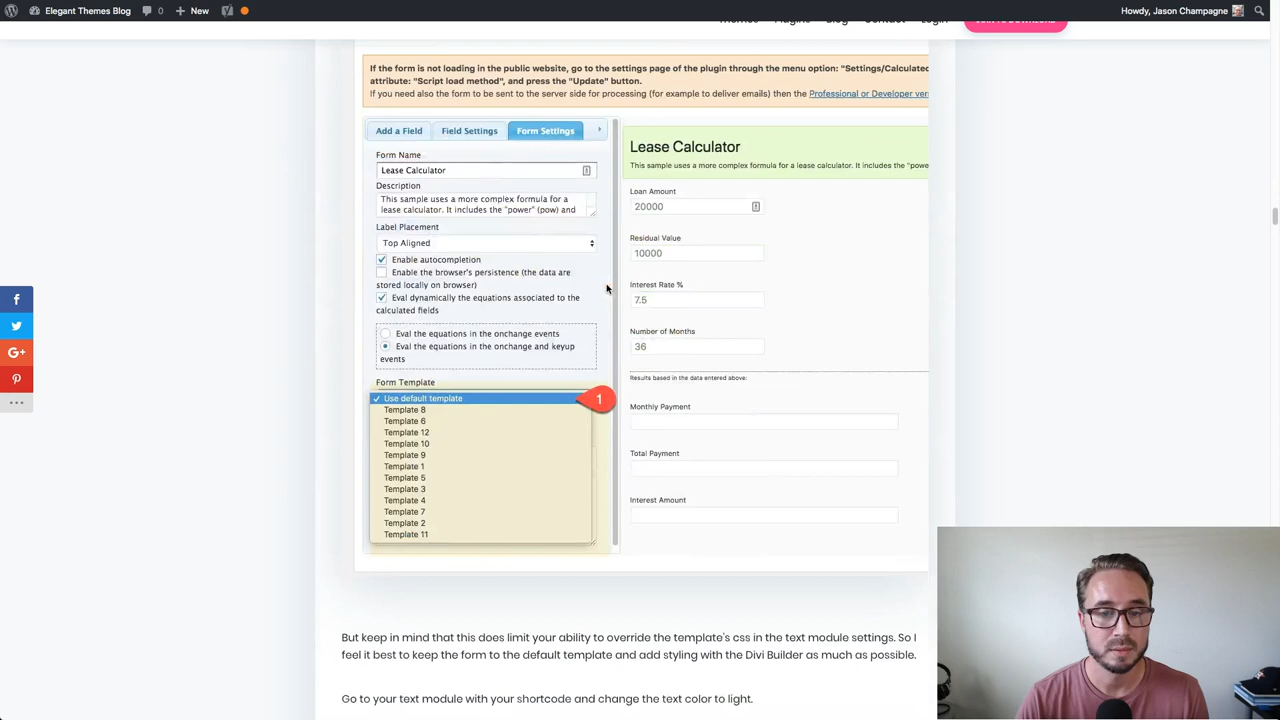 Elegant Themes Blog
0
New
Howdy, Jason Champagne
Themes
Plugins
Blog
Contact
Login
JOIN TO DOWNLOAD
If the form is not loading in the public website, go to the settings page of the plugin through the menu option: "Settings/Calculated
attribute: "Script load method", and press the "Update" button.
If you need also the form to be sent to the server side for processing (for example to deliver emails) then the Professional or Developer ver
Add a Field
Field Settings
Form Settings
Form Name
Lease Calculator
Description
This sample uses a more complex formula for a
lease calculator. It includes the "power" (pow) and
Label Placement
Top Aligned
Enable autocompletion
Enable the browser's persistence (the data are
stored locally on browser)
Eval dynamically the equations associated to the
calculated fields
Eval the equations in the onchange events
Eval the equations in the onchange and keyup
events
Form Template
✓ Use default template
1
Template 8
Template 6
Template 12
Template 10
Template 9
Template 1
Template 5
Template 3
Template 4
Template 7
Template 2
Template 11
Lease Calculator
This sample uses a more complex formula for a lease calculator. It includes the "powe
Loan Amount
20000
Residual Value
10000
Interest Rate %
7.5
Number of Months
36
Results based in the data entered above:
Monthly Payment
Total Payment
Interest Amount
But keep in mind that this does limit your ability to override the template's css in the text module settings. So I
feel it best to keep the form to the default template and add styling with the Divi Builder as much as possible.
Go to your text module with your shortcode and change the text color to light.